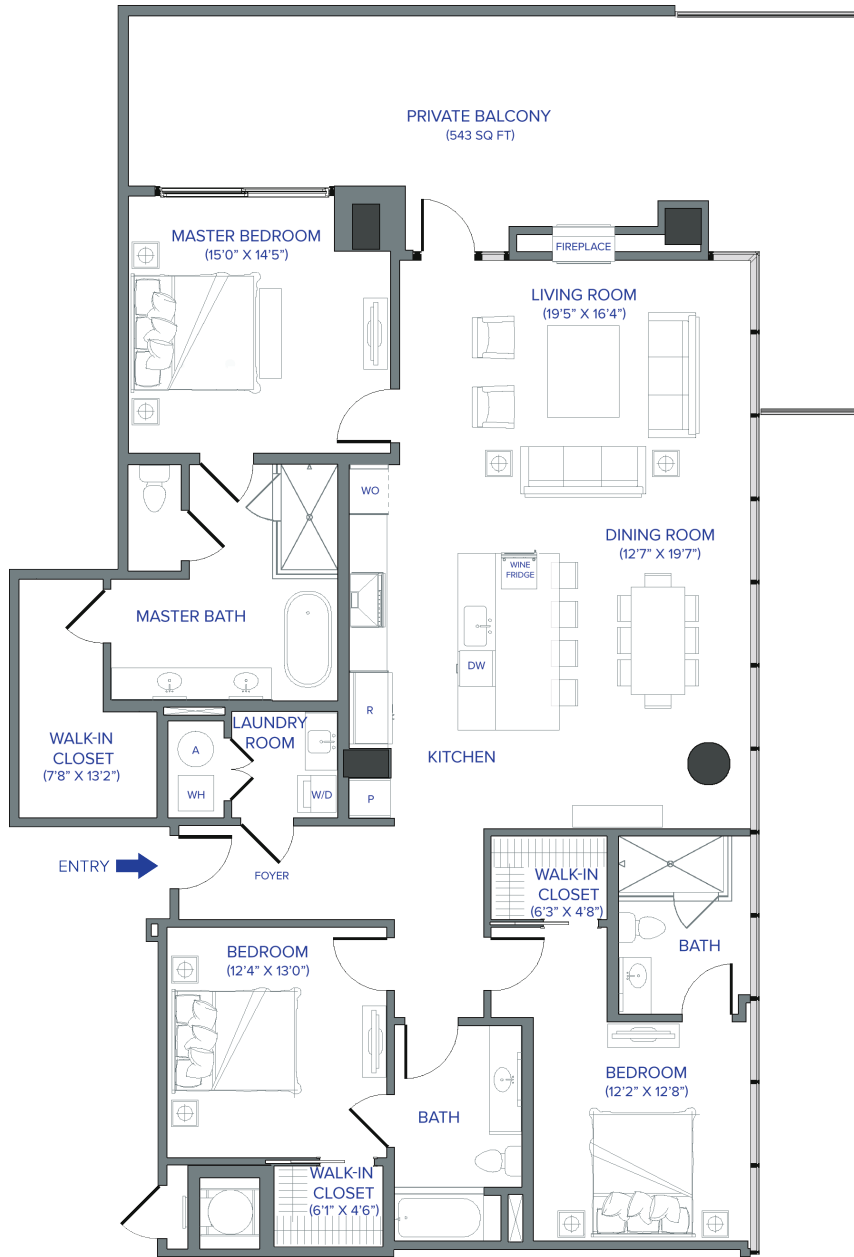 PRIVATE BALCONY
(543 SQ FT)
MASTER BEDROOM
(15'0" X 14'5")
FIREPLACE
LIVING ROOM
(19'5" X 16'4")
WO
DINING ROOM
(12'7" X 19'7")
WINE
FRIDGE
MASTER BATH
DW
R
LAUNDRY
ROOM
A
WALK-IN
CLOSET
(7'8" X 13'2")
KITCHEN
WH
W/D
P
ENTRY
FOYER
WALK-IN
CLOSET
(6'3" X 4'8")
BATH
BEDROOM
(12'4" X 13'0")
BEDROOM
(12'2" X 12'8")
BATH
WALK-IN
CLOSET
(6'1" X 4'6")